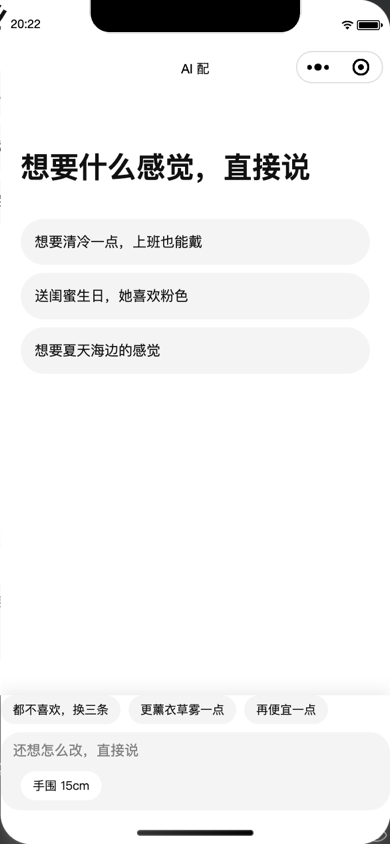 20:22
AI 配
想要什么感觉，直接说
想要清冷一点，上班也能戴
送闺蜜生日，她喜欢粉色
想要夏天海边的感觉
都不喜欢，换三条
更薰衣草雾一点
再便宜一点
还想怎么改，直接说
手围 15cm